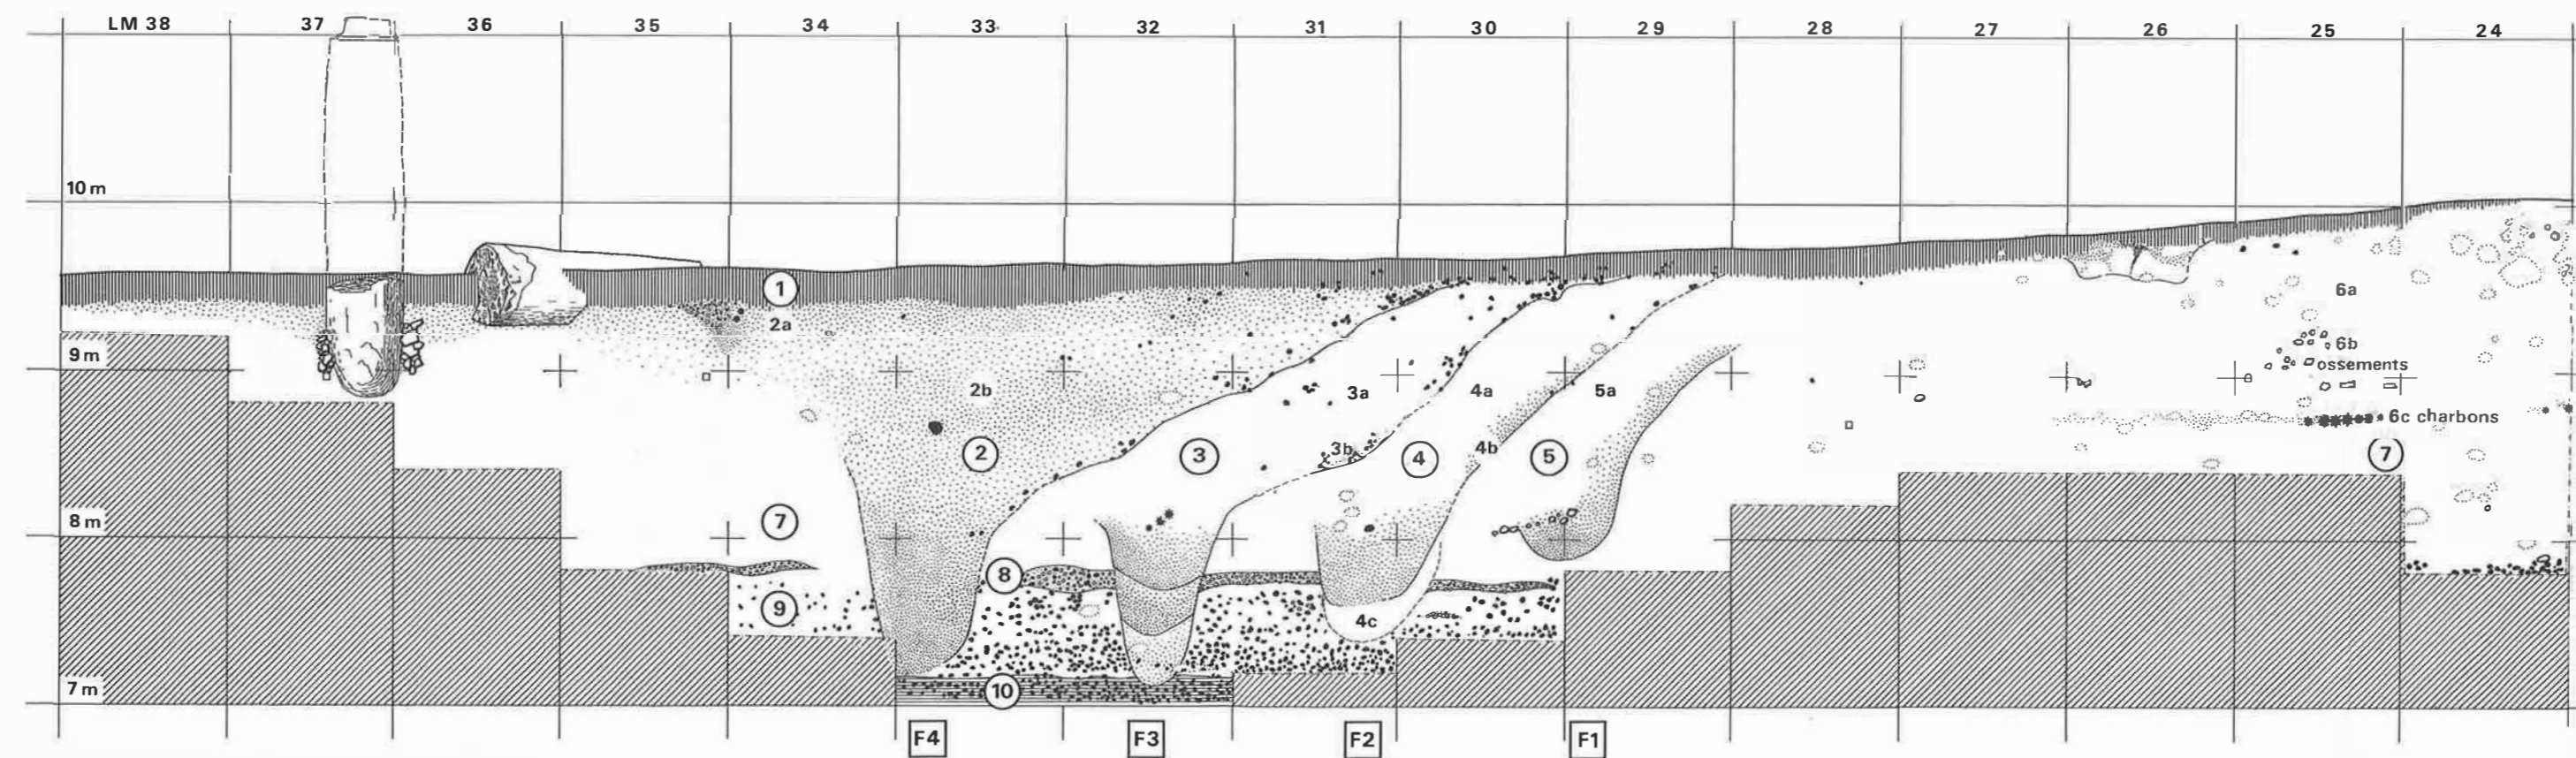 LM 38 37 36 35 34 33 32 31 30 29 28 27 26 25 24
10 m
1
6a
2a
6b
9 m
ossements
2b 3a 4a 5a
6c charbons
2 3 3b 4 4b 5 7
8 m
7
8
9
4c
7 m
10
F4 F3 F2 F1